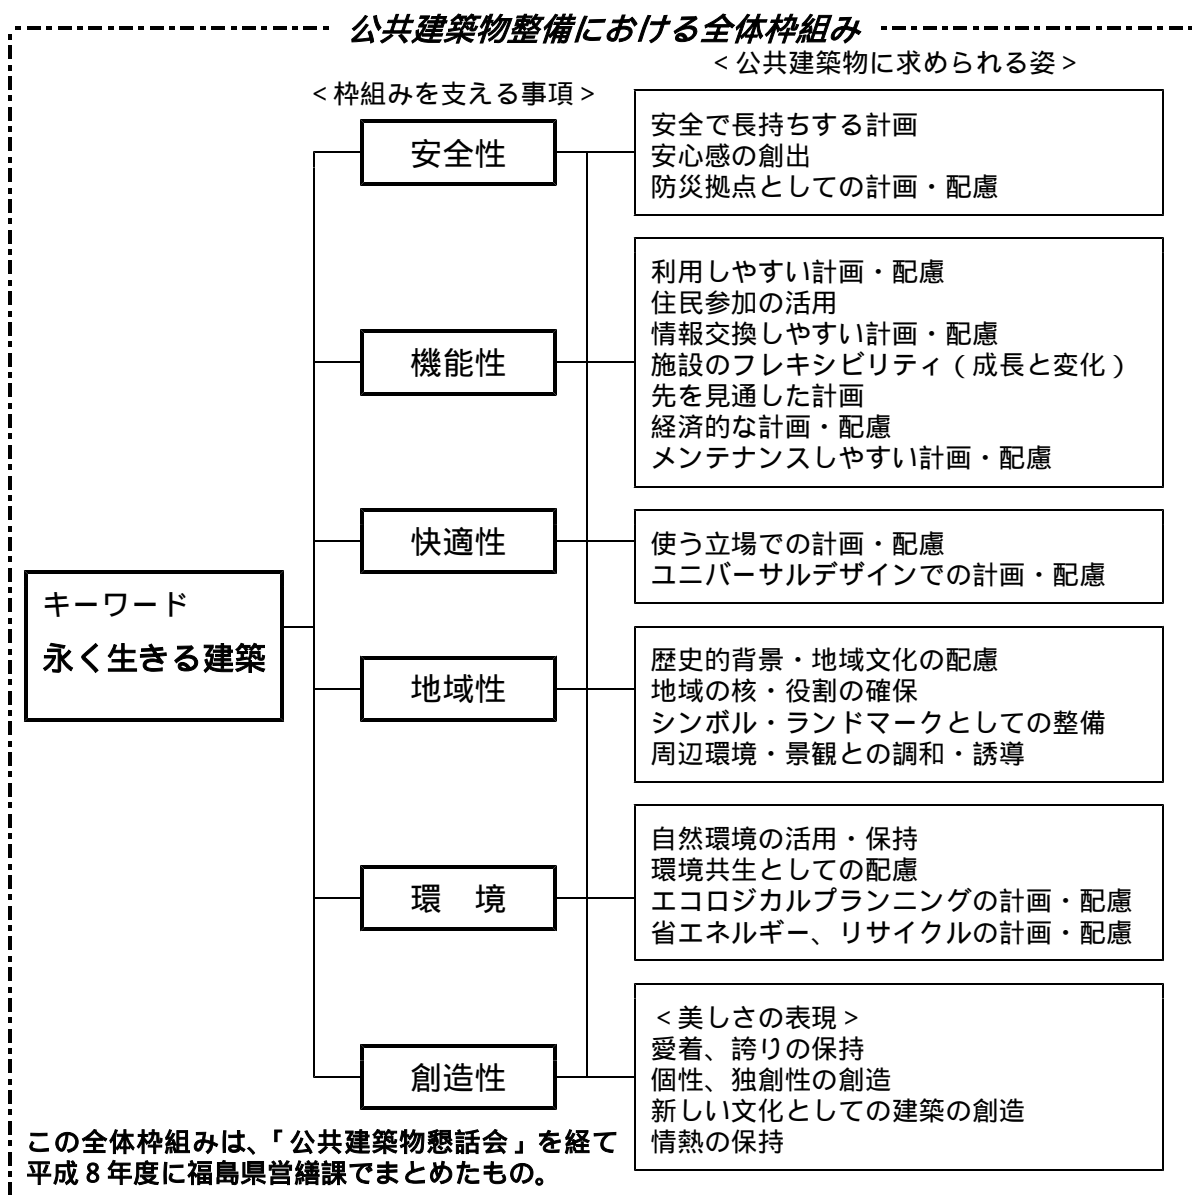 公共建築物整備における全体枠組み
＜公共建築物に求められる姿＞
＜枠組みを支える事項＞
安全性
安全で長持ちする計画
安心感の創出
防災拠点としての計画・配慮
機能性
利用しやすい計画・配慮
住民参加の活用
情報交換しやすい計画・配慮
施設のフレキシビリティ（成長と変化）
先を見通した計画
経済的な計画・配慮
メンテナンスしやすい計画・配慮
快適性
使う立場での計画・配慮
ユニバーサルデザインでの計画・配慮
キーワード
永く生きる建築
地域性
歴史的背景・地域文化の配慮
地域の核・役割の確保
シンボル・ランドマークとしての整備
周辺環境・景観との調和・誘導
環　境
自然環境の活用・保持
環境共生としての配慮
エコロジカルプランニングの計画・配慮
省エネルギー、リサイクルの計画・配慮
創造性
＜美しさの表現＞
愛着、誇りの保持
個性、独創性の創造
新しい文化としての建築の創造
情熱の保持
この全体枠組みは、「公共建築物懇話会」を経て
平成８年度に福島県営繕課でまとめたもの。